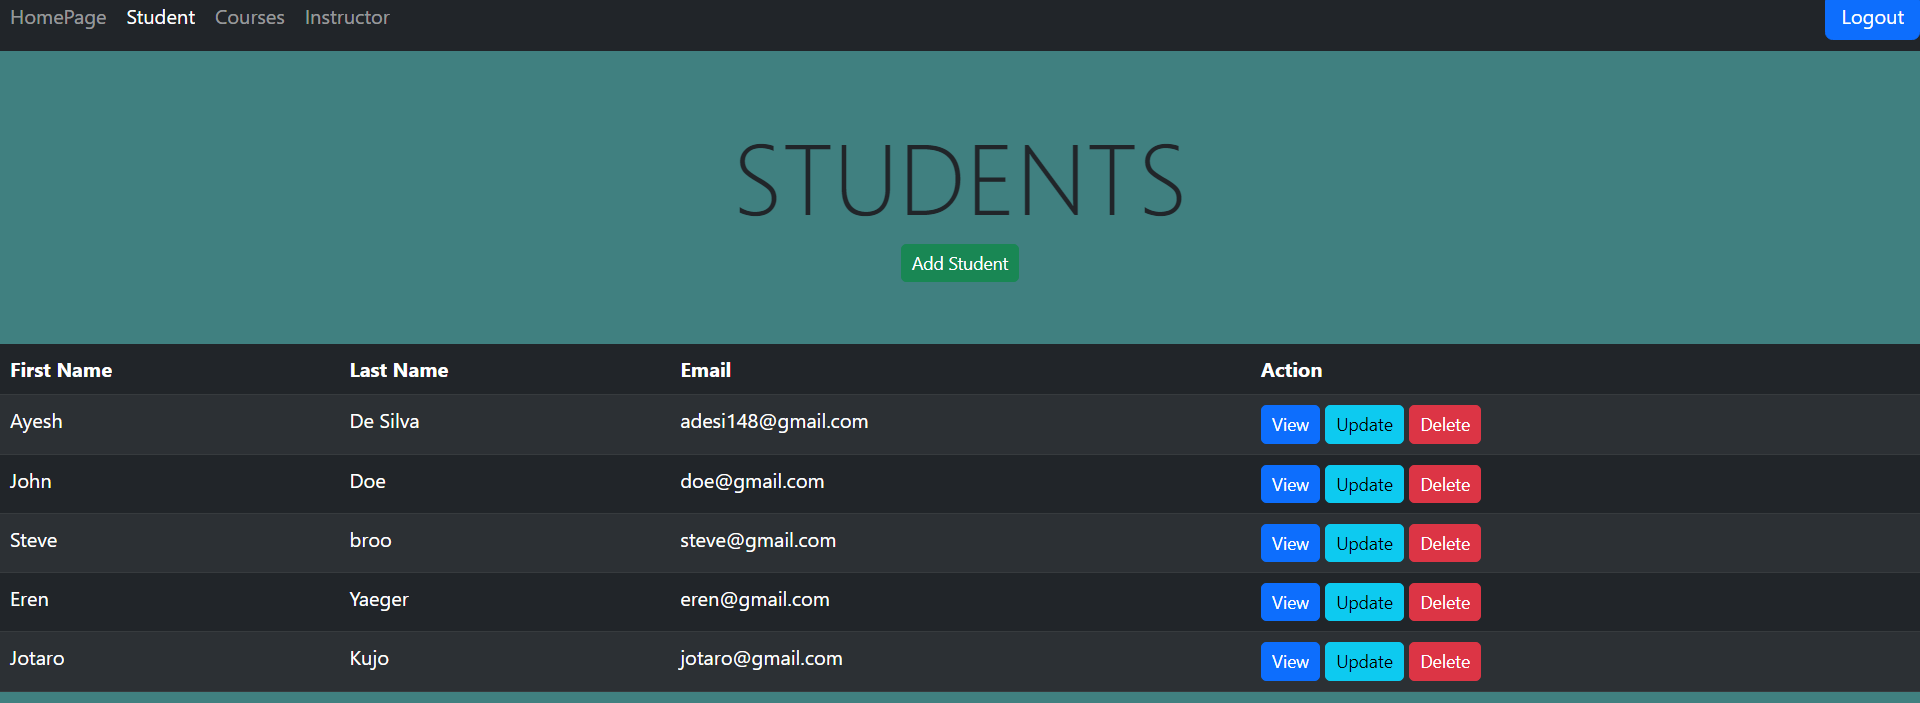 HomePage Student Courses Instructor Logout
STUDENTS
Add Student
First Name Last Name Email Action
Ayesh De Silva adesi148@gmail.com View Update Delete
John Doe doe@gmail.com View Update Delete
Steve broo steve@gmail.com View Update Delete
Eren Yaeger eren@gmail.com View Update Delete
Jotaro Kujo jotaro@gmail.com View Update Delete